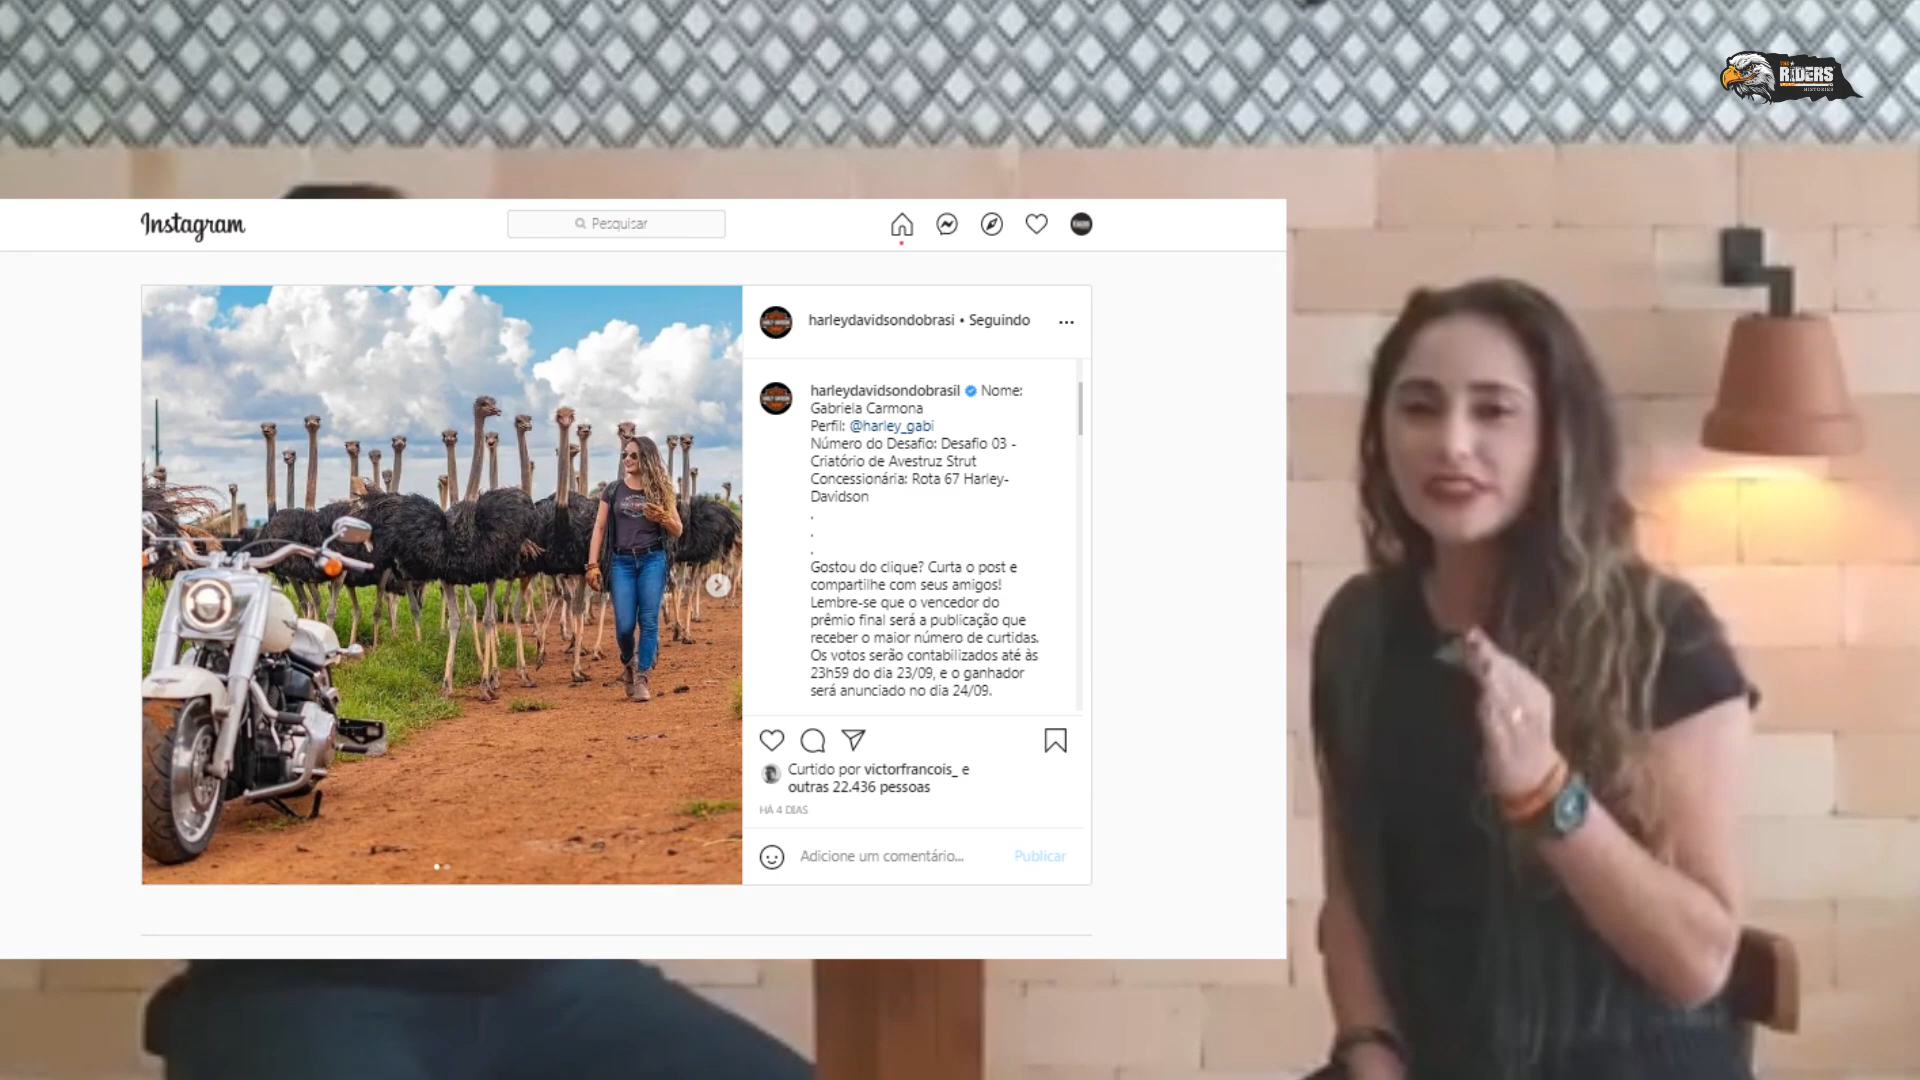 THE
RIDERS
HISTORIES
Instagram
Pesquisar
harleydavidsondobrasi • Seguindo
harleydavidsondobrasil Nome:
Gabriela Carmona
Perfil: @harley_gabi
Número do Desafio: Desafio 03 -
Criatório de Avestruz Strut
Concessionária: Rota 67 Harley-
Davidson
.
.
.
Gostou do clique? Curta o post e
compartilhe com seus amigos!
Lembre-se que o vencedor do
prêmio final será a publicação que
receber o maior número de curtidas.
Os votos serão contabilizados até às
23h59 do dia 23/09, e o ganhador
será anunciado no dia 24/09.
Curtido por victorfrancois_ e
outras 22.436 pessoas
HÁ 4 DIAS
Adicione um comentário...
Publicar